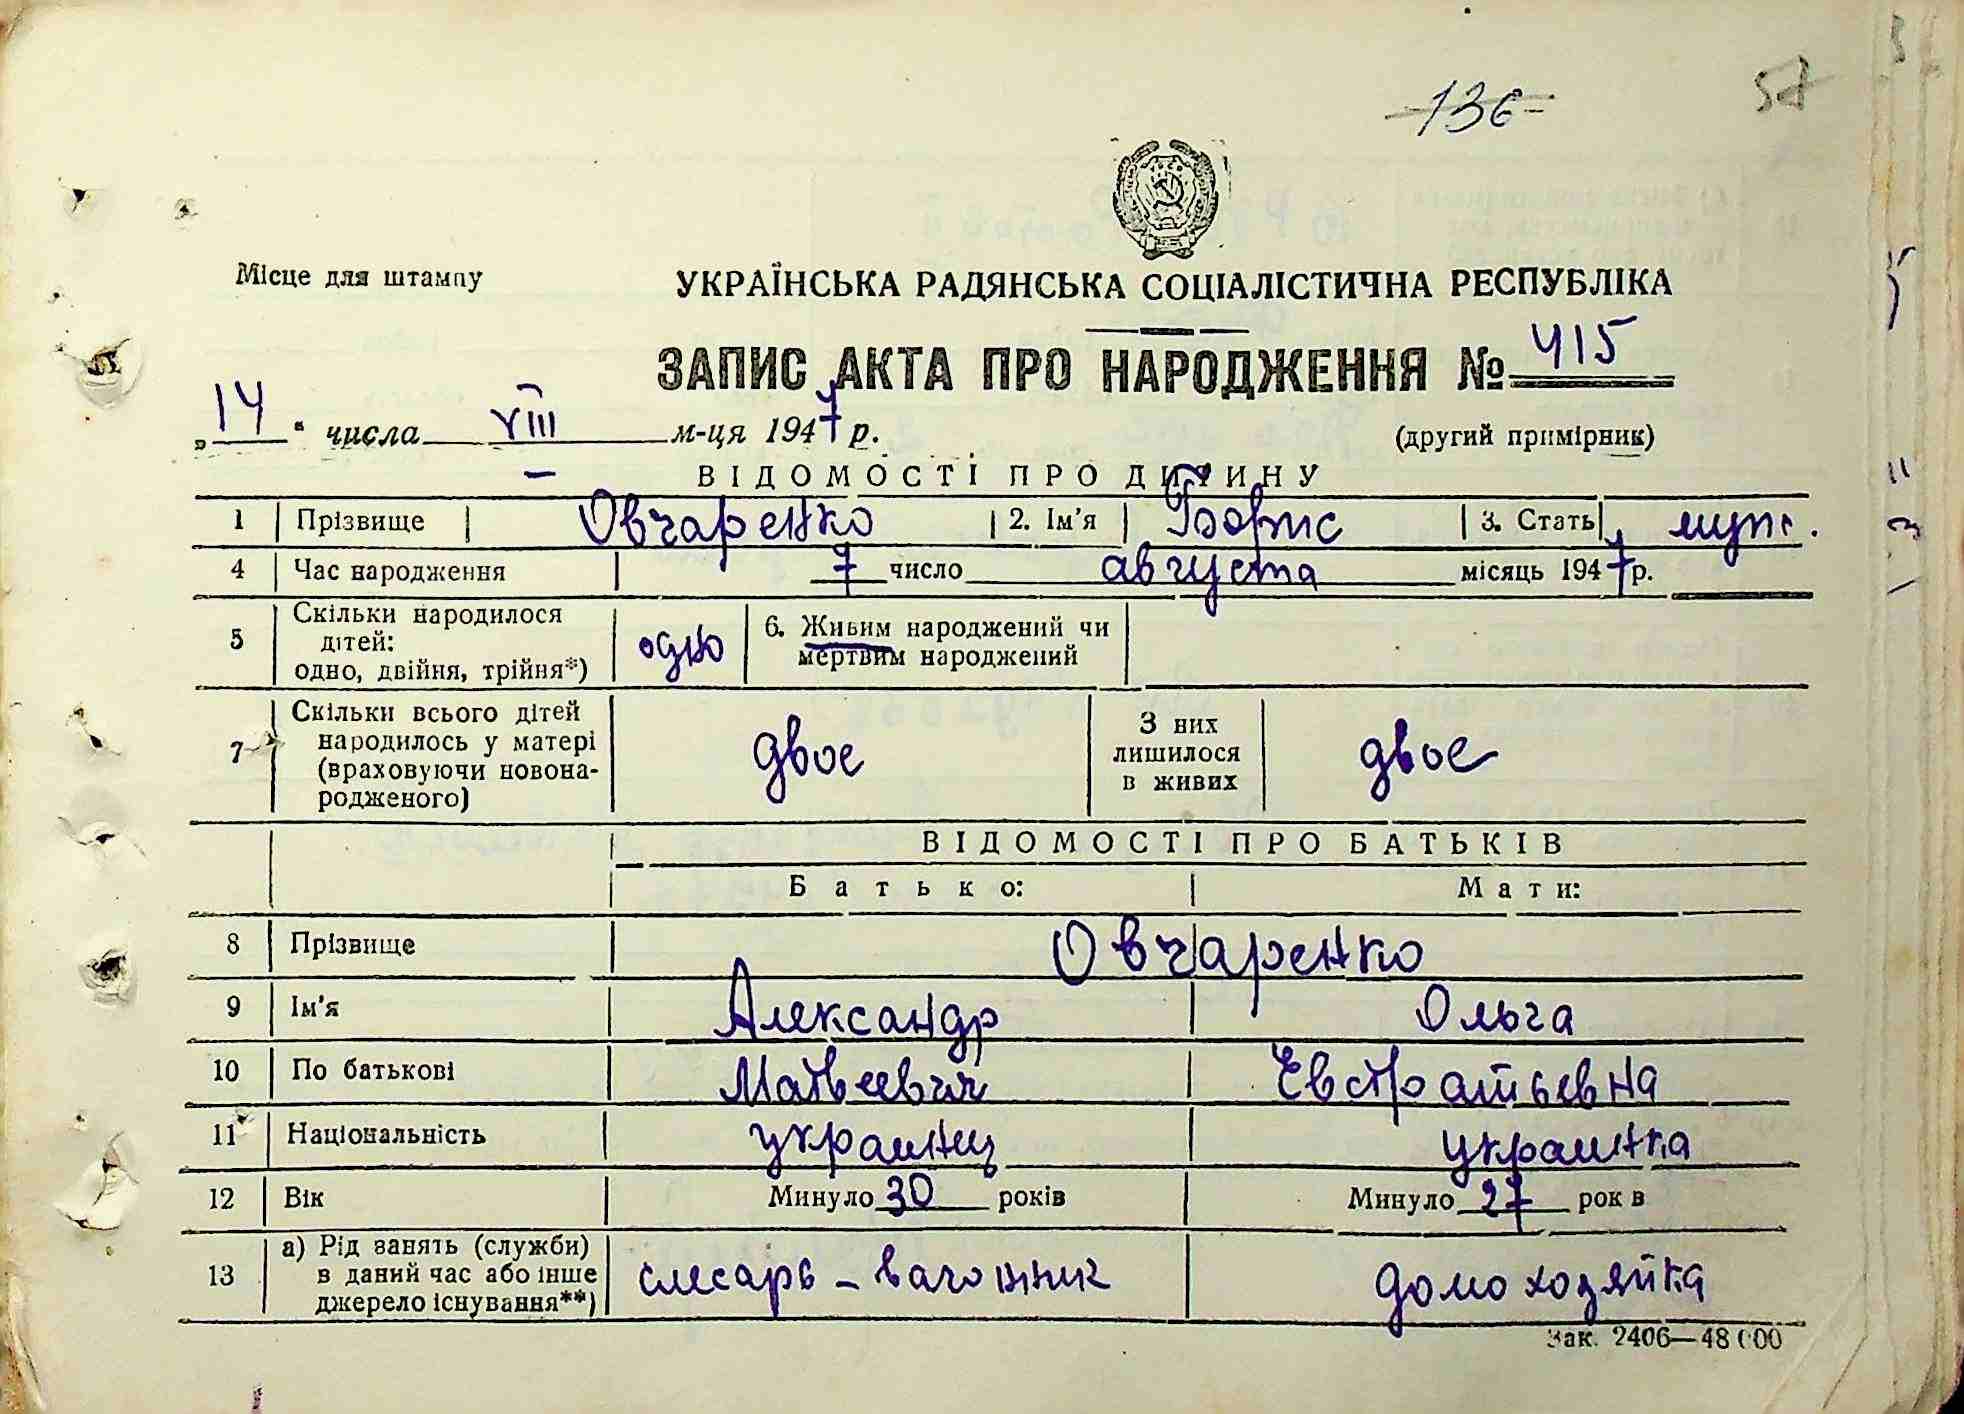 136
57
Місце для штампу
УКРАЇНСЬКА РАДЯНСЬКА СОЦІАЛІСТИЧНА РЕСПУБЛІКА
ЗАПИС АКТА ПРО НАРОДЖЕННЯ № 415
„14“ числа VIII м-ця 1947 р.
(другий примірник)
ВІДОМОСТІ ПРО ДИТИНУ
1 Прізвище Овчаренко 2. Ім'я Борис 3. Стать муж.
4 Час народження 7 число августа місяць 1947 р.
5 Скільки народилося дітей: одно, двійня, трійня*) одно 6. Живим народжений чи мертвим народжений
7 Скільки всього дітей народилось у матері (враховуючи новонародженого) двое З них лишилося в живих двое
ВІДОМОСТІ ПРО БАТЬКІВ
Батько: Мати:
8 Прізвище Овчаренко
9 Ім'я Александр Ольга
10 По батькові Матвеевич Евстратьевна
11 Національність украинец украинка
12 Вік Минуло 30 років Минуло 27 рок в
13 а) Рід занять (служби) в даний час або інше джерело існування**) слесарь - вагонник домохозяйка
Зак. 2406—48 000